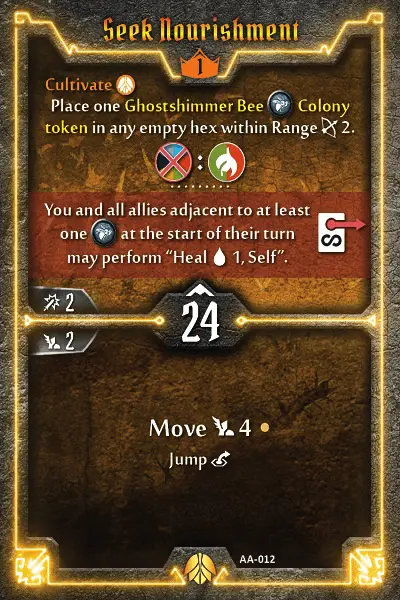 Seek Nourishment
1
Cultivate
Place one Ghostshimmer Bee Colony
token in any empty hex within Range 2.
:
You and all allies adjacent to at least
one at the start of their turn
may perform “Heal 1, Self”.
2
24
2
Move 4
Jump
AA-012